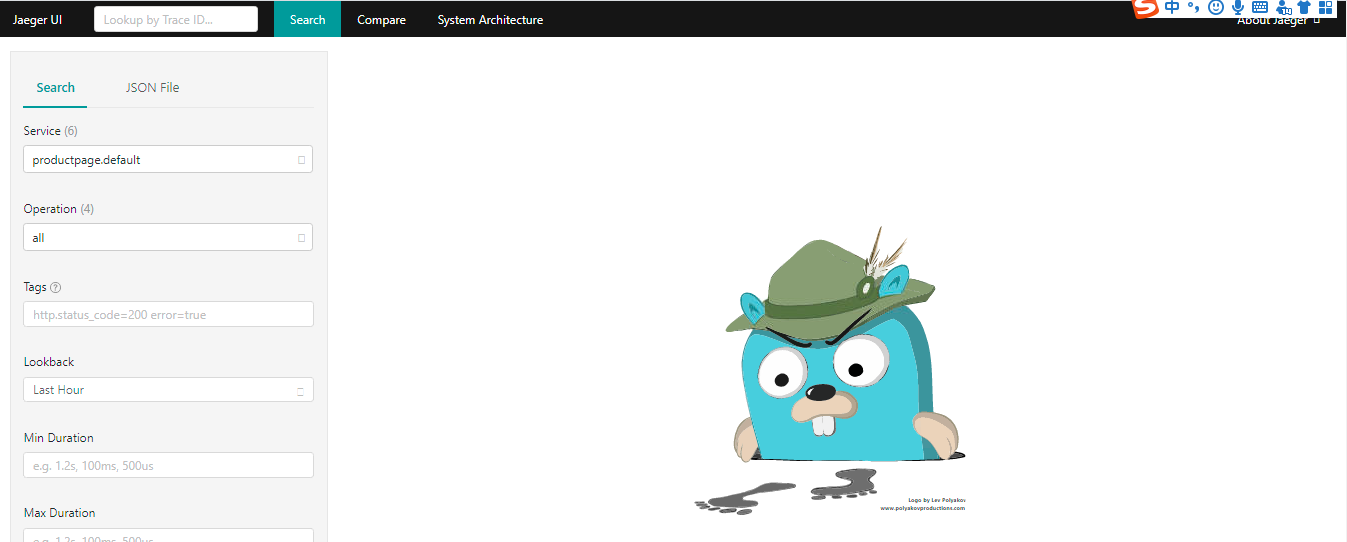 Jaeger UI
Lookup by Trace ID...
Search
Compare
System Architecture
中
About Jaeger
Search
JSON File
Service (6)
productpage.default
Operation (4)
all
Tags
http.status_code=200 error=true
Lookback
Last Hour
Min Duration
e.g. 1.2s, 100ms, 500us
Max Duration
e.g. 1.2s, 100ms, 500us
Logo by Lev Polyakov
www.polyakovproductions.com